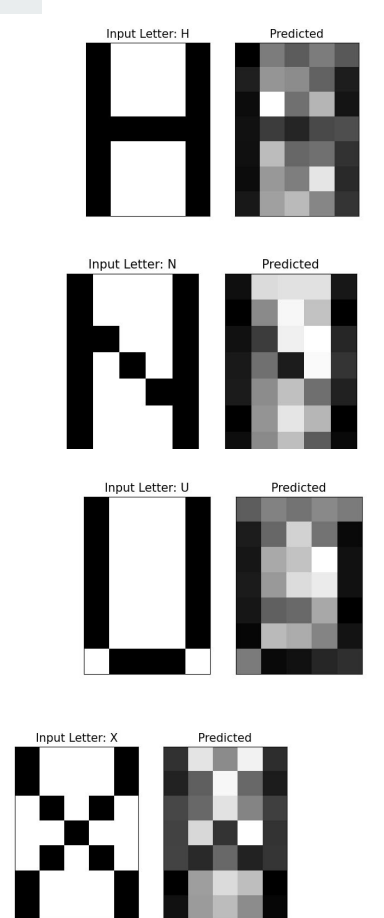 Input Letter: H Predicted
Input Letter: N Predicted
Input Letter: U Predicted
Input Letter: X Predicted